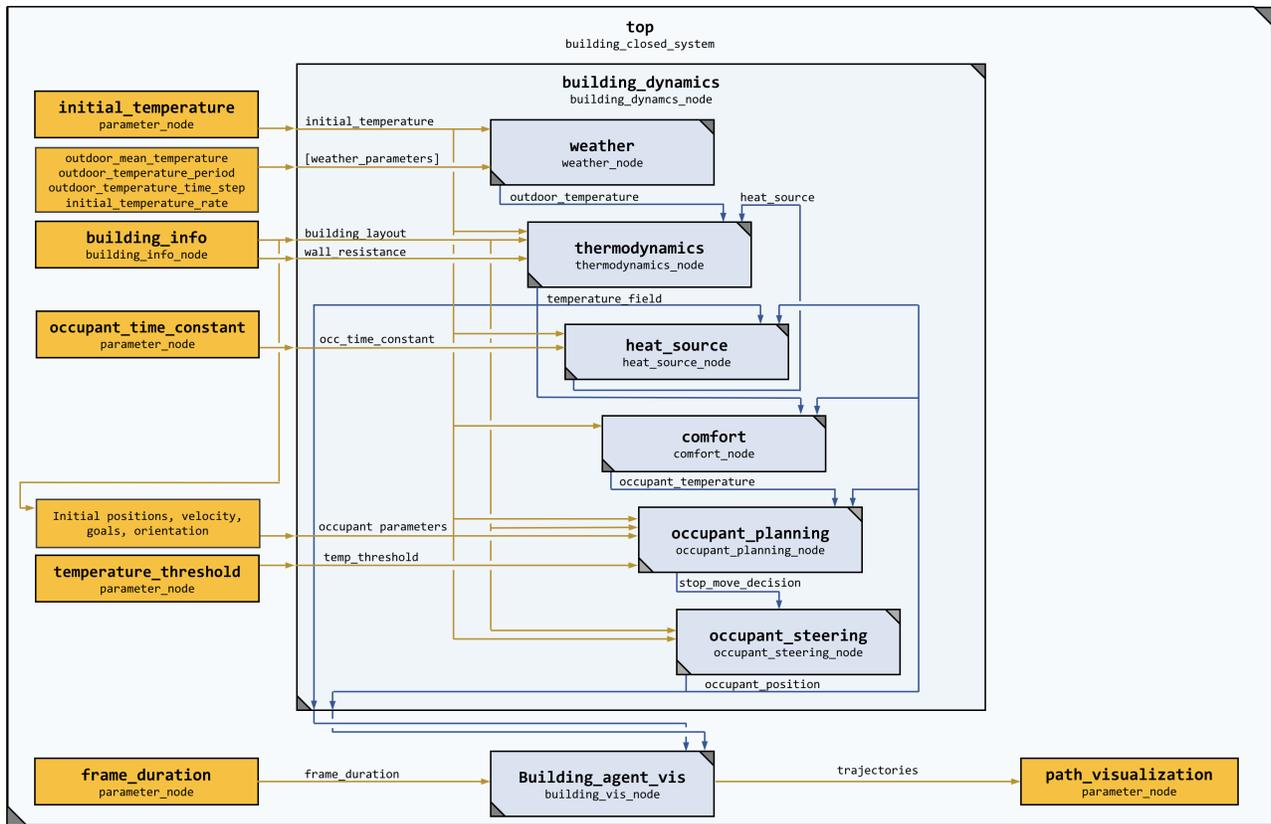 top
building_closed_system
building_dynamics
building_dynamcs_node
initial_temperature
parameter_node
initial_temperature
outdoor_mean_temperature
outdoor_temperature_period
outdoor_temperature_time_step
initial_temperature_rate
[weather_parameters]
weather
weather_node
outdoor_temperature
heat_source
building_info
building_info_node
building_layout
wall_resistance
thermodynamics
thermodynamics_node
temperature_field
occupant_time_constant
parameter_node
occ_time_constant
heat_source
heat_source_node
comfort
comfort_node
occupant_temperature
Initial positions, velocity,
goals, orientation
occupant parameters
occupant_planning
occupant_planning_node
temperature_threshold
parameter_node
temp_threshold
stop_move_decision
occupant_steering
occupant_steering_node
occupant_position
frame_duration
parameter_node
frame_duration
Building_agent_vis
building_vis_node
trajectories
path_visualization
parameter_node